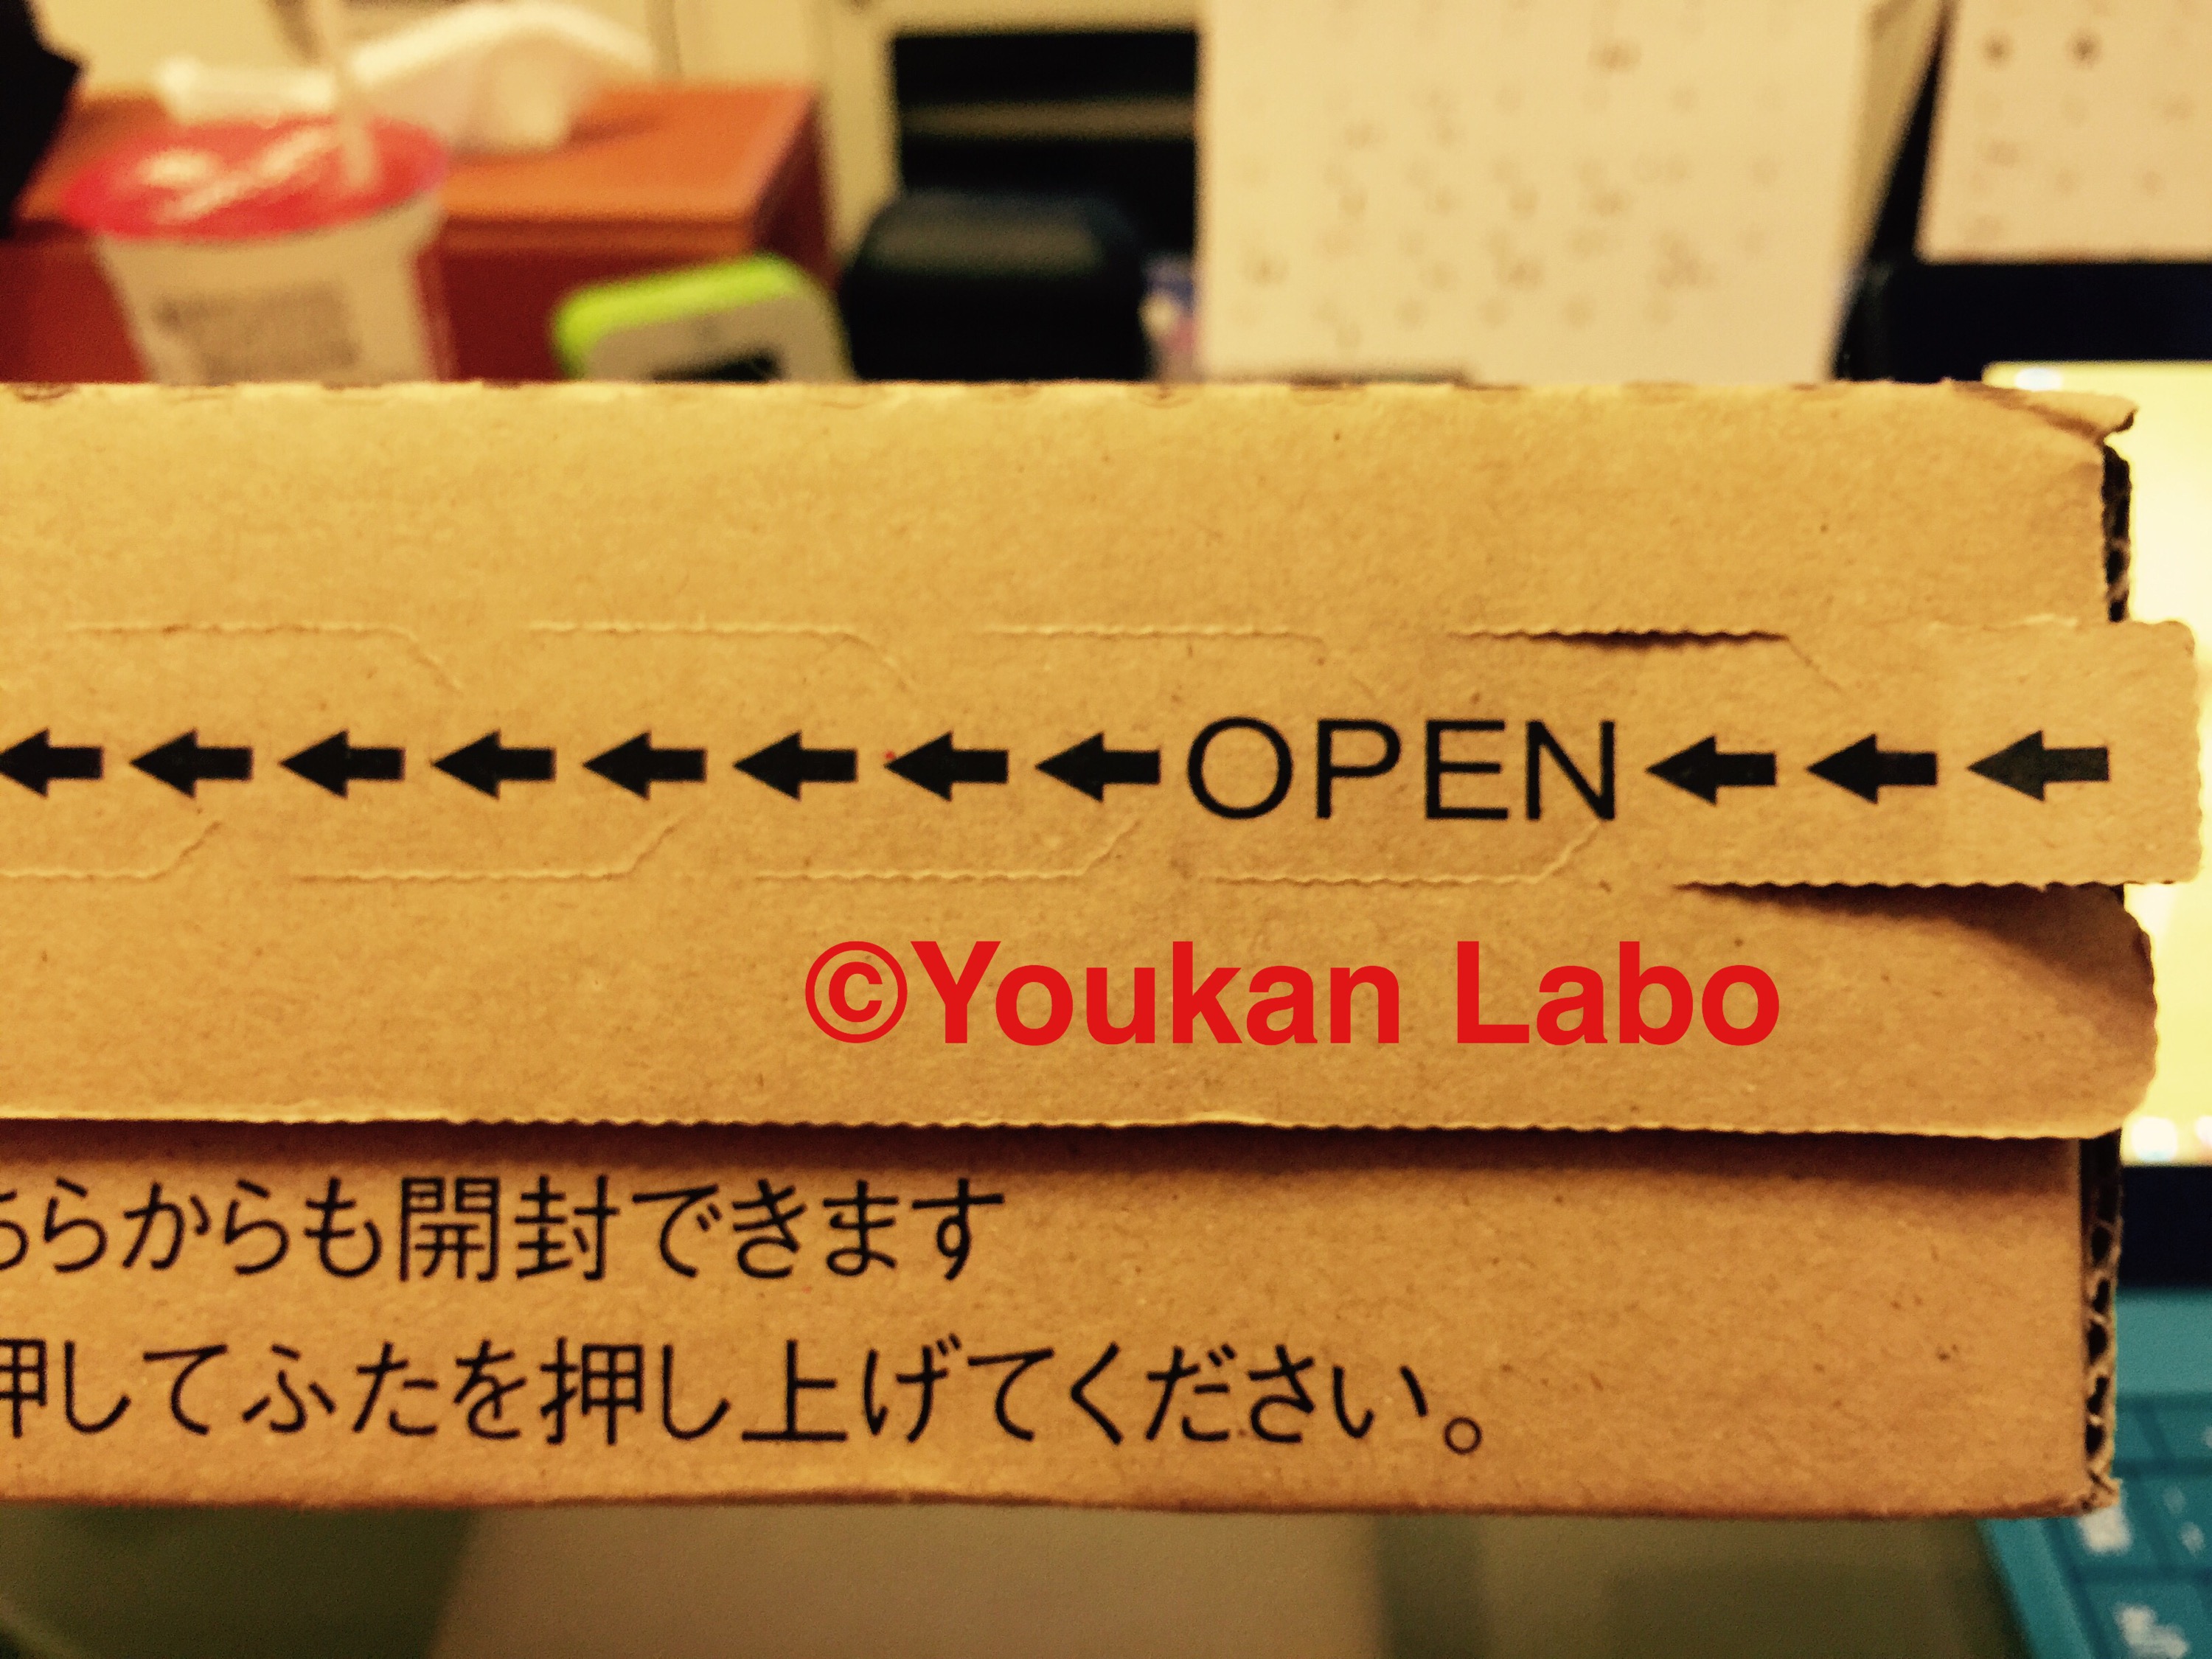 ←←←←←←←←OPEN←←←
©Youkan Labo
ちらからも開封できます
押してふたを押し上げてください。